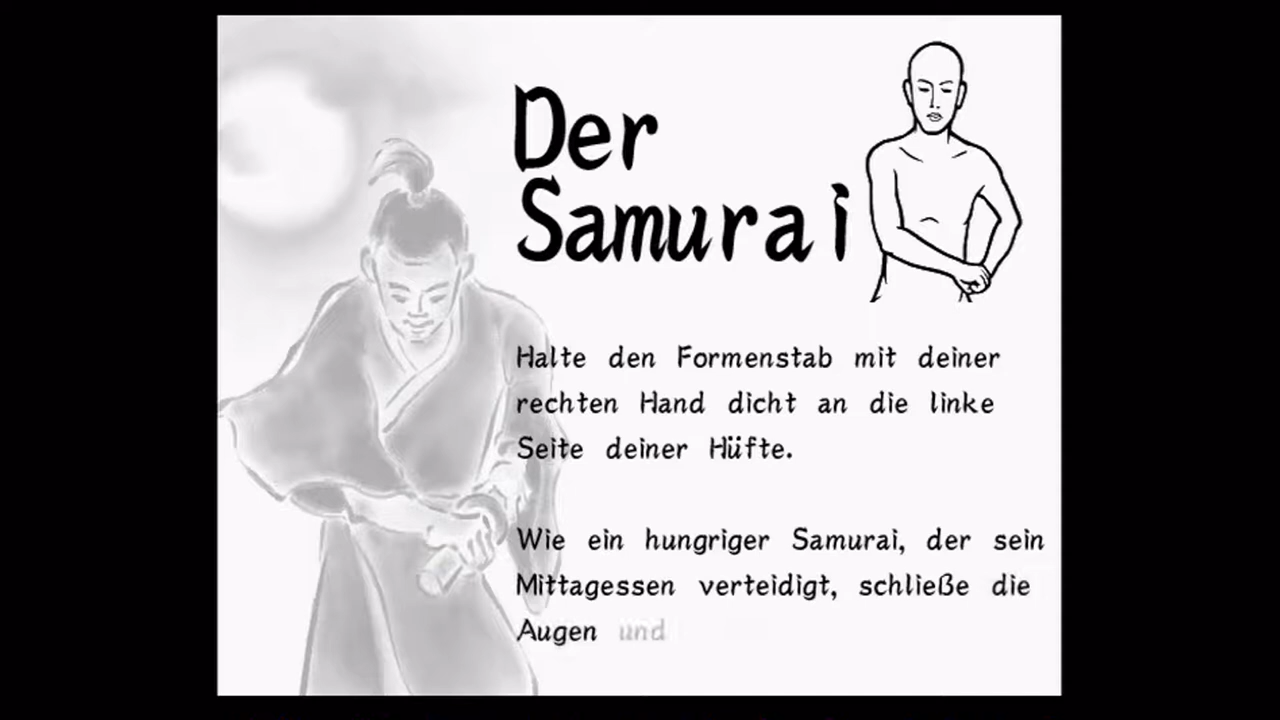 Der
Samurai
Halte den Formenstab mit deiner
rechten Hand dicht an die linke
Seite deiner Hüfte.
Wie ein hungriger Samurai, der sein
Mittagessen verteidigt, schließe die
Augen und